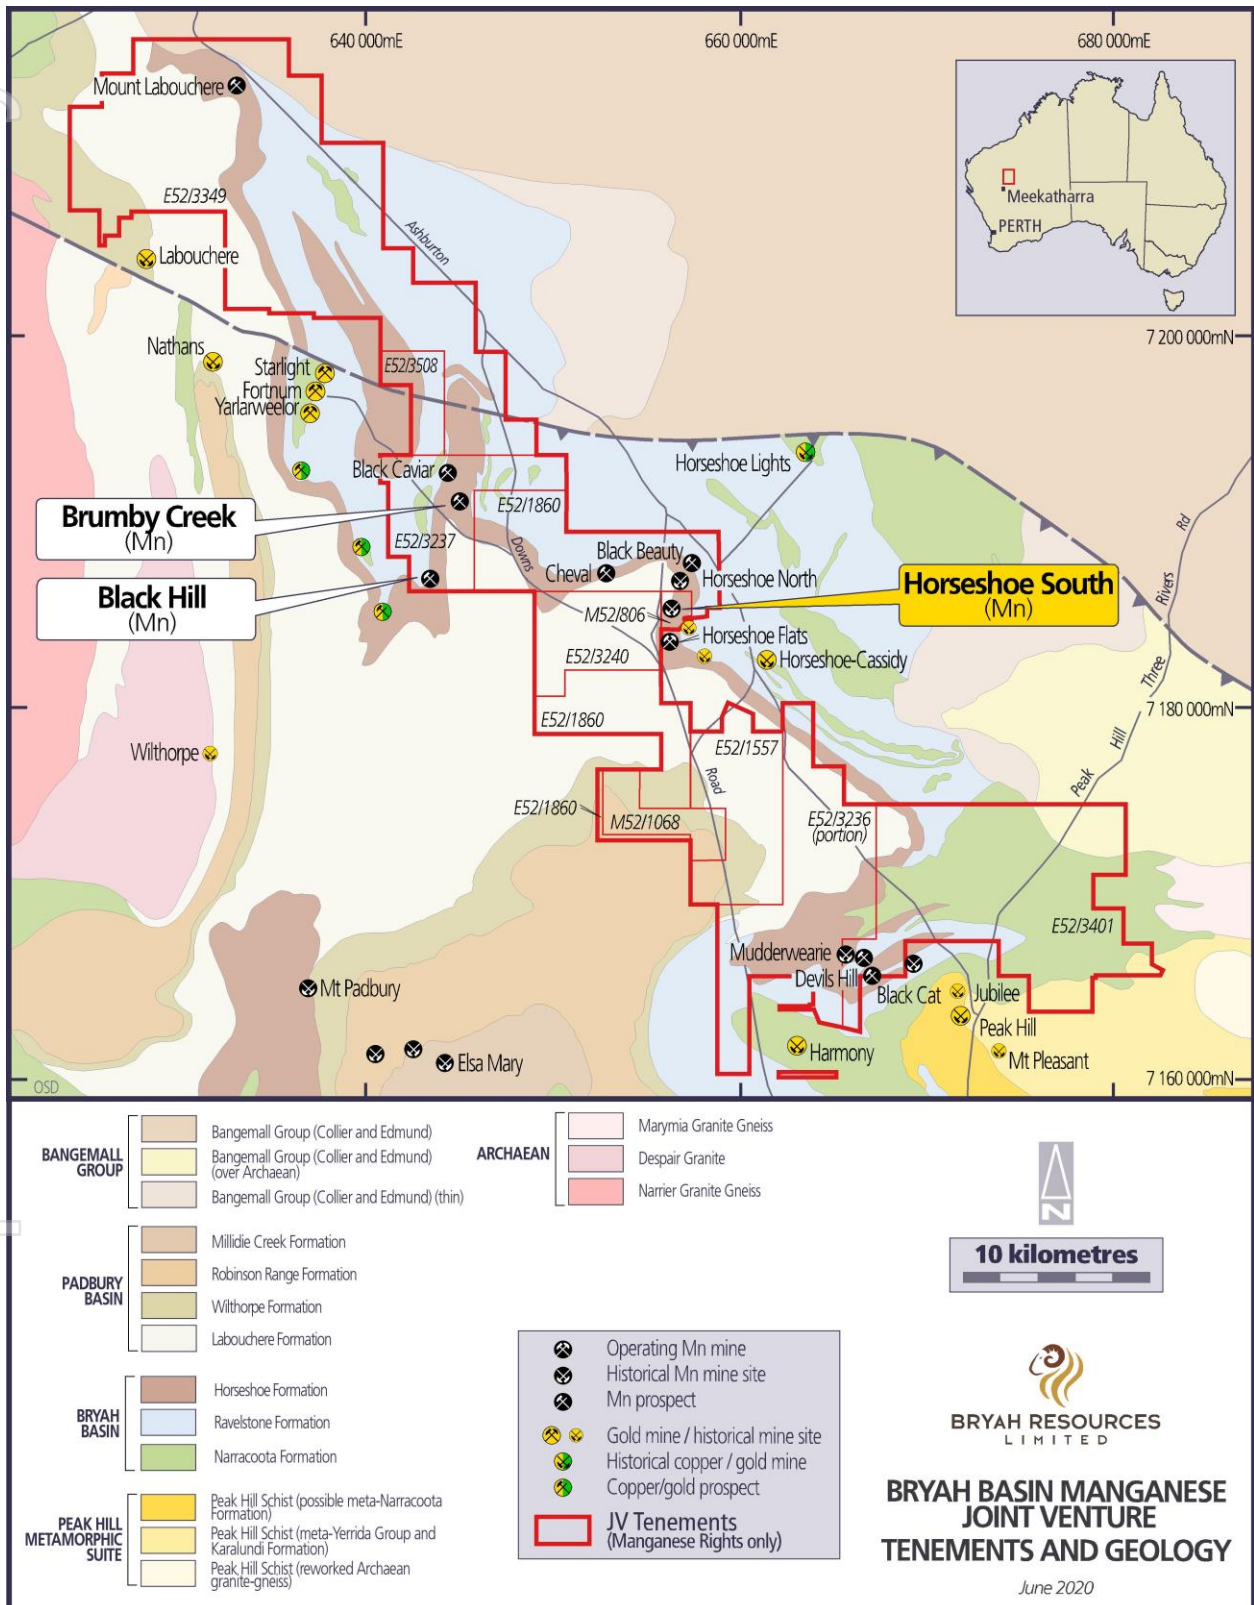 640 000mE
660 000mE
680 000mE
Mount Labouchere
Meekatharra
PERTH
E52/3349
Ashburton
Labouchere
7 200 000mN
Nathans
Starlight
E52/3508
Fortnum
Yarlarweelor
Black Caviar
Horseshoe Lights
Brumby Creek
(Mn)
E52/1860
Rd
E52/3237
Downs
Black Beauty
Cheval
Horseshoe North
Black Hill
(Mn)
Horseshoe South
(Mn)
Rivers
M52/806
Horseshoe Flats
E52/3240
Horseshoe-Cassidy
Three
E52/1860
7 180 000mN
Wilthorpe
E52/1557
Hill
Road
Peak
E52/1860
M52/1068
E52/3236
(portion)
E52/3401
Mudderwearie
Devils Hill
Mt Padbury
Black Cat
Jubilee
Peak Hill
Elsa Mary
Harmony
Mt Pleasant
OSD
7 160 000mN
BANGEMALL
GROUP
Bangemall Group (Collier and Edmund)
Bangemall Group (Collier and Edmund)
(over Archaean)
Bangemall Group (Collier and Edmund) (thin)
ARCHAEAN
Marymia Granite Gneiss
Despair Granite
Narrier Granite Gneiss
PADBURY
BASIN
Millidie Creek Formation
Robinson Range Formation
Wilthorpe Formation
Labouchere Formation
BRYAH
BASIN
Horseshoe Formation
Ravelstone Formation
Narracoota Formation
PEAK HILL
METAMORPHIC
SUITE
Peak Hill Schist (possible meta-Narracoota
Formation)
Peak Hill Schist (meta-Yerrida Group and
Karalundi Formation)
Peak Hill Schist (reworked Archaean
granite-gneiss)
Operating Mn mine
Historical Mn mine site
Mn prospect
Gold mine / historical mine site
Historical copper / gold mine
Copper/gold prospect
JV Tenements
(Manganese Rights only)
N
10 kilometres
BRYAH RESOURCES
LIMITED
BRYAH BASIN MANGANESE
JOINT VENTURE
TENEMENTS AND GEOLOGY
June 2020